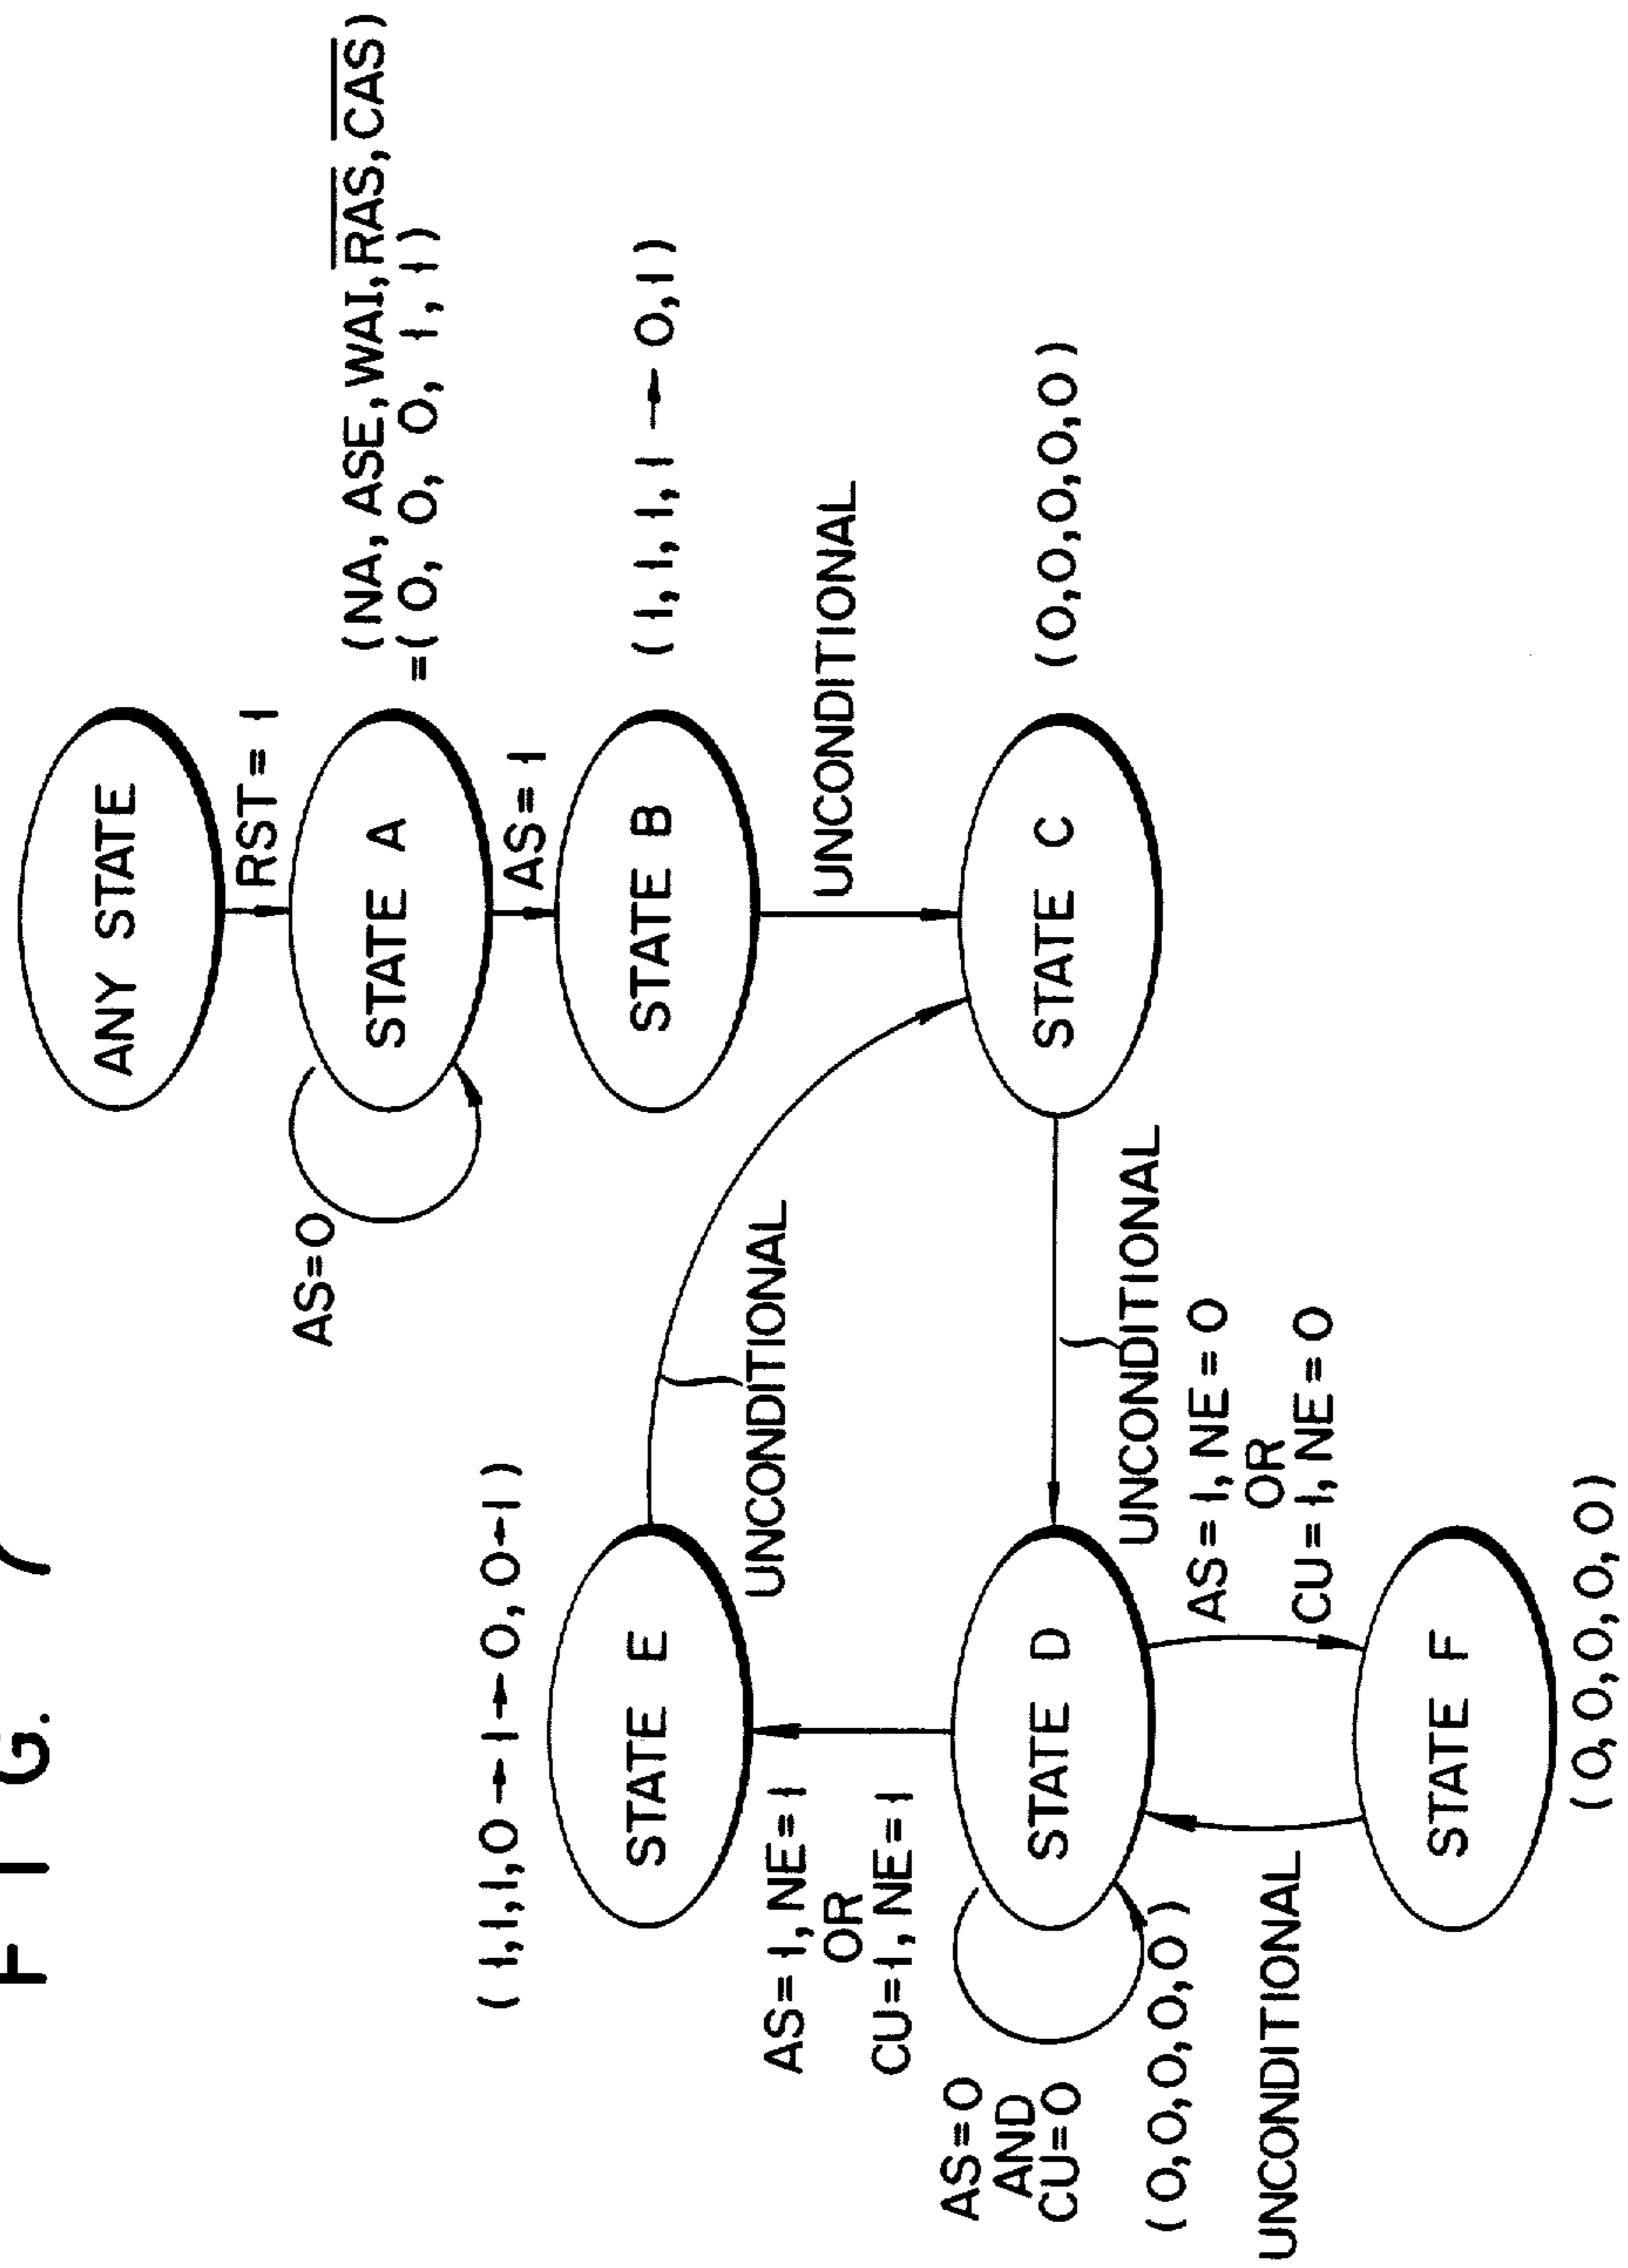 F I G.
ANY STATE
RST = 1
(NA, ASE, WAI, R̅A̅S̅, C̅A̅S̅)
=(0, 0, 0, 1, 1)
STATE A
AS=0
AS=1
STATE B
(1,1,1,1 → 0,1)
UNCONDITIONAL
(1,1,1,0→1→0,0←1)
STATE E
UNCONDITIONAL
STATE C
(0,0,0,0,0)
AS=1, NE=1
OR
CU=1, NE=1
UNCONDITIONAL
STATE D
AS=0
AND
CU=0
(0,0,0,0,0)
AS=1, NE=0
OR
CU=1, NE=0
UNCONDITIONAL
STATE F
(0,0,0,0,0)